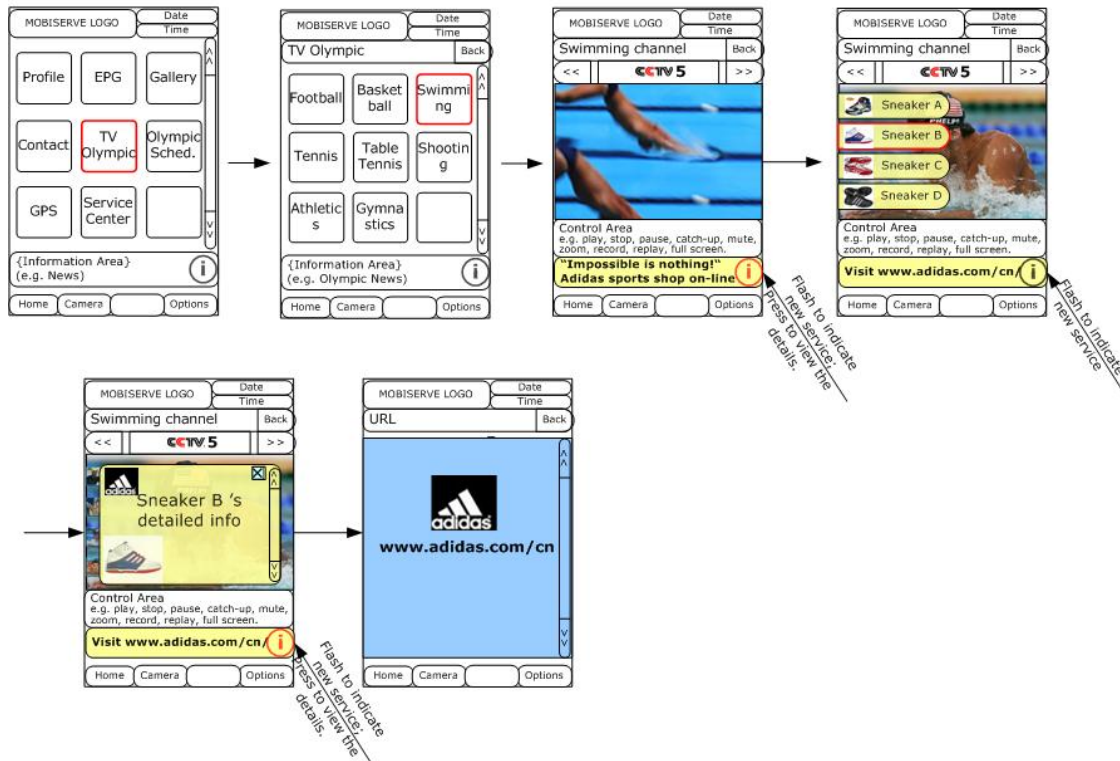 MOBISERVE LOGO
Date
Time
Profile
EPG
Gallery
Contact
TV
Olympic
Olympic
Sched.
GPS
Service
Center
{Information Area}
(e.g. News)
i
Home
Camera
Options
MOBISERVE LOGO
Date
Time
TV Olympic
Back
Football
Basket
ball
Swimmi
ng
Tennis
Table
Tennis
Shootin
g
Athletic
s
Gymna
stics
{Information Area}
(e.g. Olympic News)
i
Home
Camera
Options
MOBISERVE LOGO
Date
Time
Swimming channel
Back
<<
CCTV 5
>>
Control Area
e.g. play, stop, pause, catch-up, mute,
zoom, record, replay, full screen.
"Impossible is nothing!"
Adidas sports shop on-line
i
Home
Camera
Options
Flash to indicate
new service;
Press to view the
details.
MOBISERVE LOGO
Date
Time
Swimming channel
Back
<<
CCTV 5
>>
Sneaker A
PHELPS
Sneaker B
Sneaker C
Sneaker D
Control Area
e.g. play, stop, pause, catch-up, mute,
zoom, record, replay, full screen.
Visit www.adidas.com/cn/
i
Home
Camera
Options
Flash to indicate
new service
MOBISERVE LOGO
Date
Time
Swimming channel
Back
<<
CCTV 5
>>
adidas
Sneaker B 's
detailed info
Control Area
e.g. play, stop, pause, catch-up, mute,
zoom, record, replay, full screen.
Visit www.adidas.com/cn/
i
Home
Camera
Options
Flash to indicate
new service;
Press to view the
details.
MOBISERVE LOGO
Date
Time
URL
Back
adidas
www.adidas.com/cn
Home
Camera
Options